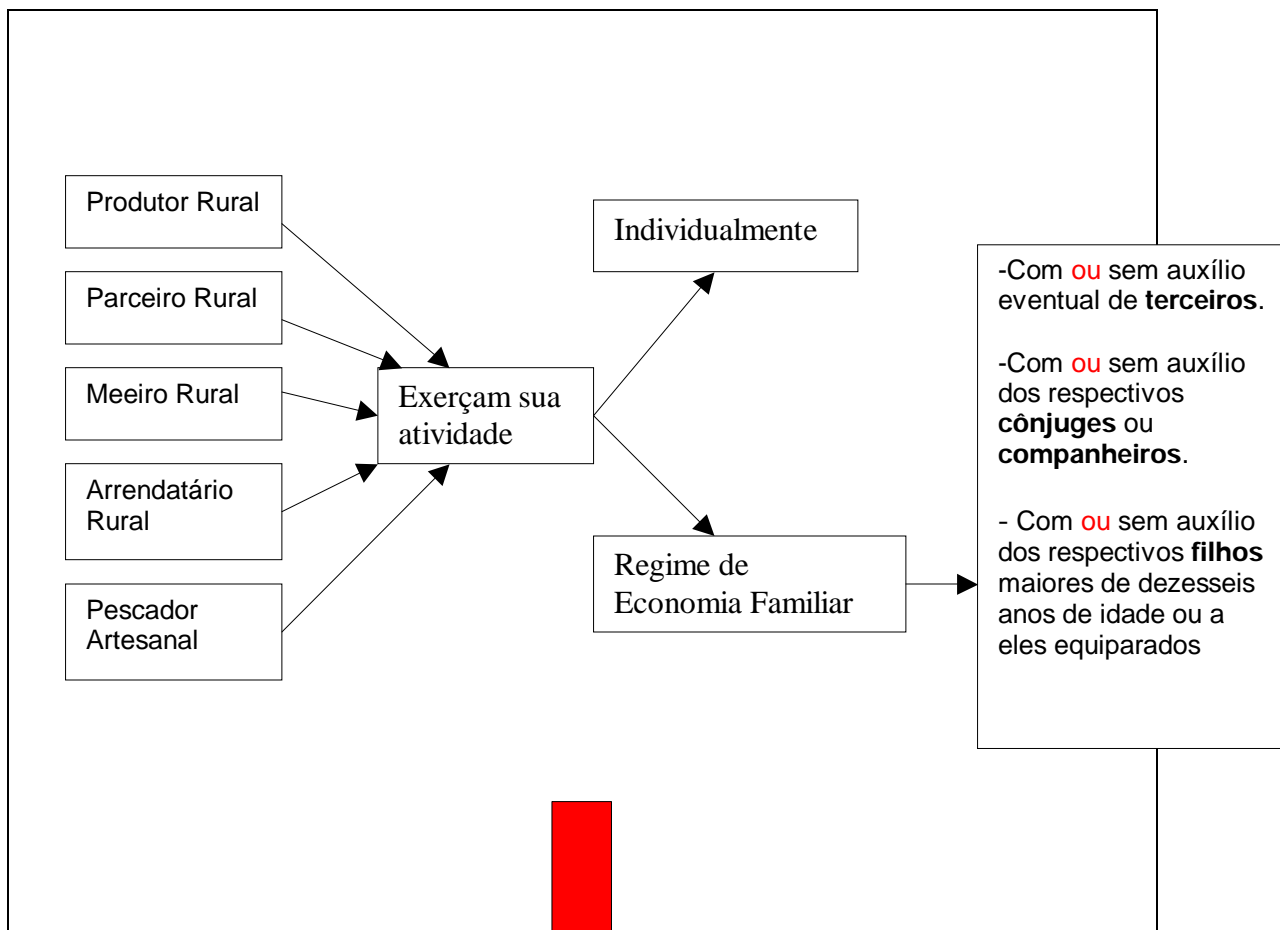 Produtor Rural
Parceiro Rural
Meeiro Rural
Arrendatário
Rural
Pescador
Artesanal
Exerçam sua
atividade
Individualmente
Regime de
Economia Familiar
-Com ou sem auxílio
eventual de terceiros.
-Com ou sem auxílio
dos respectivos
cônjuges ou
companheiros.
- Com ou sem auxílio
dos respectivos filhos
maiores de dezesseis
anos de idade ou a
eles equiparados